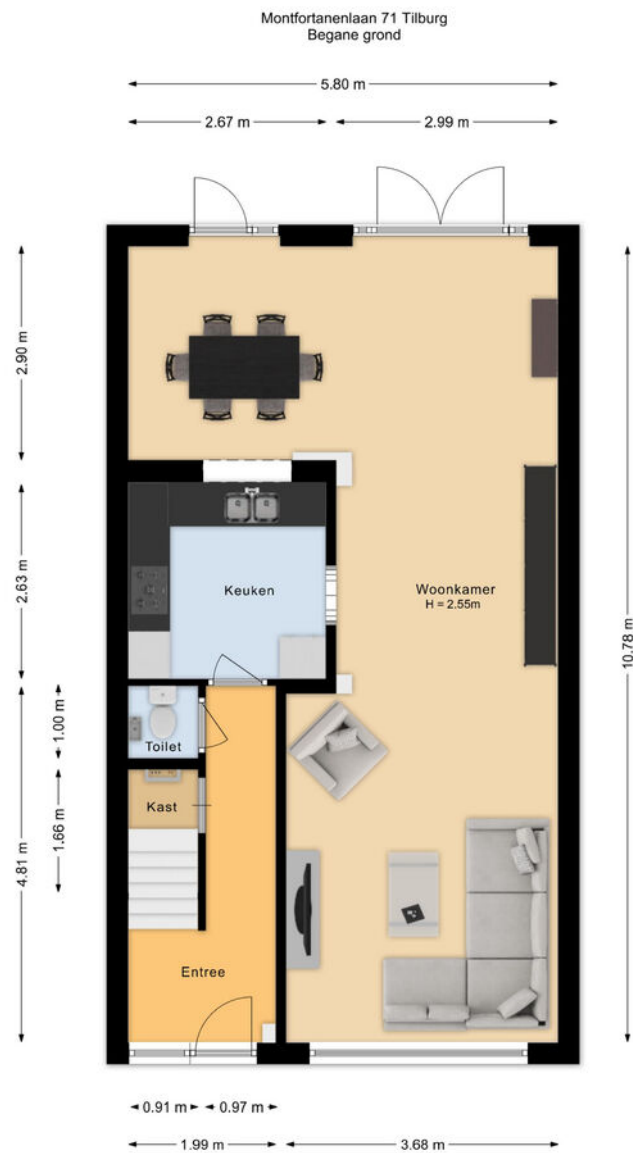 Montfortanenlaan 71 Tilburg
Begane grond
5.80 m
2.67 m
2.99 m
2.90 m
2.63 m
Keuken
Woonkamer
H = 2.55m
10.78 m
1.00 m
Toilet
Kast
1.66 m
4.81 m
Entree
0.91 m
0.97 m
1.99 m
3.68 m